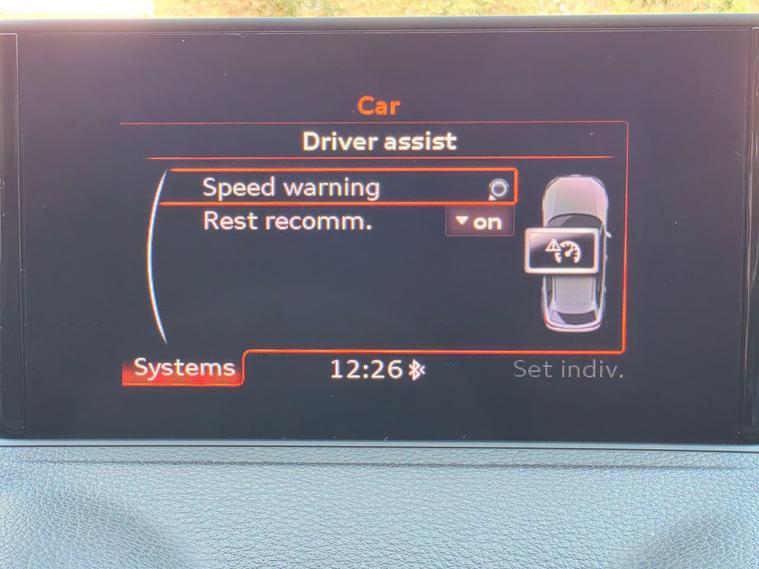 Car
Driver assist
Speed warning
Rest recomm. on
Systems 12:26 Set indiv.